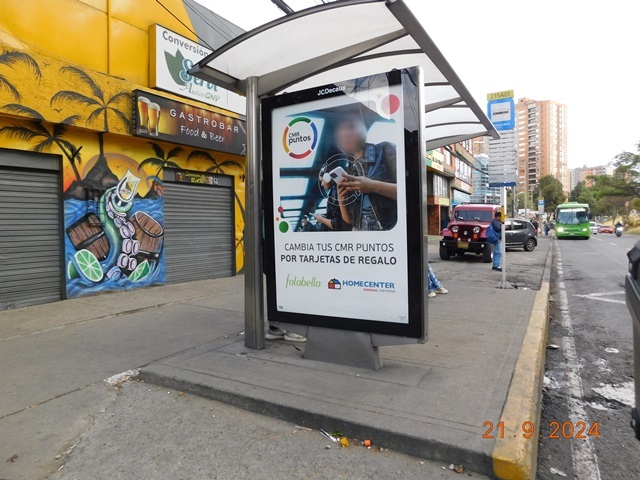 Conversión
GNV
GASTROBAR
Food & Beer
JCDecaux
CMR
puntos
CAMBIA TUS CMR PUNTOS
POR TARJETAS DE REGALO
falabella
HOMECENTER
21 9 2024